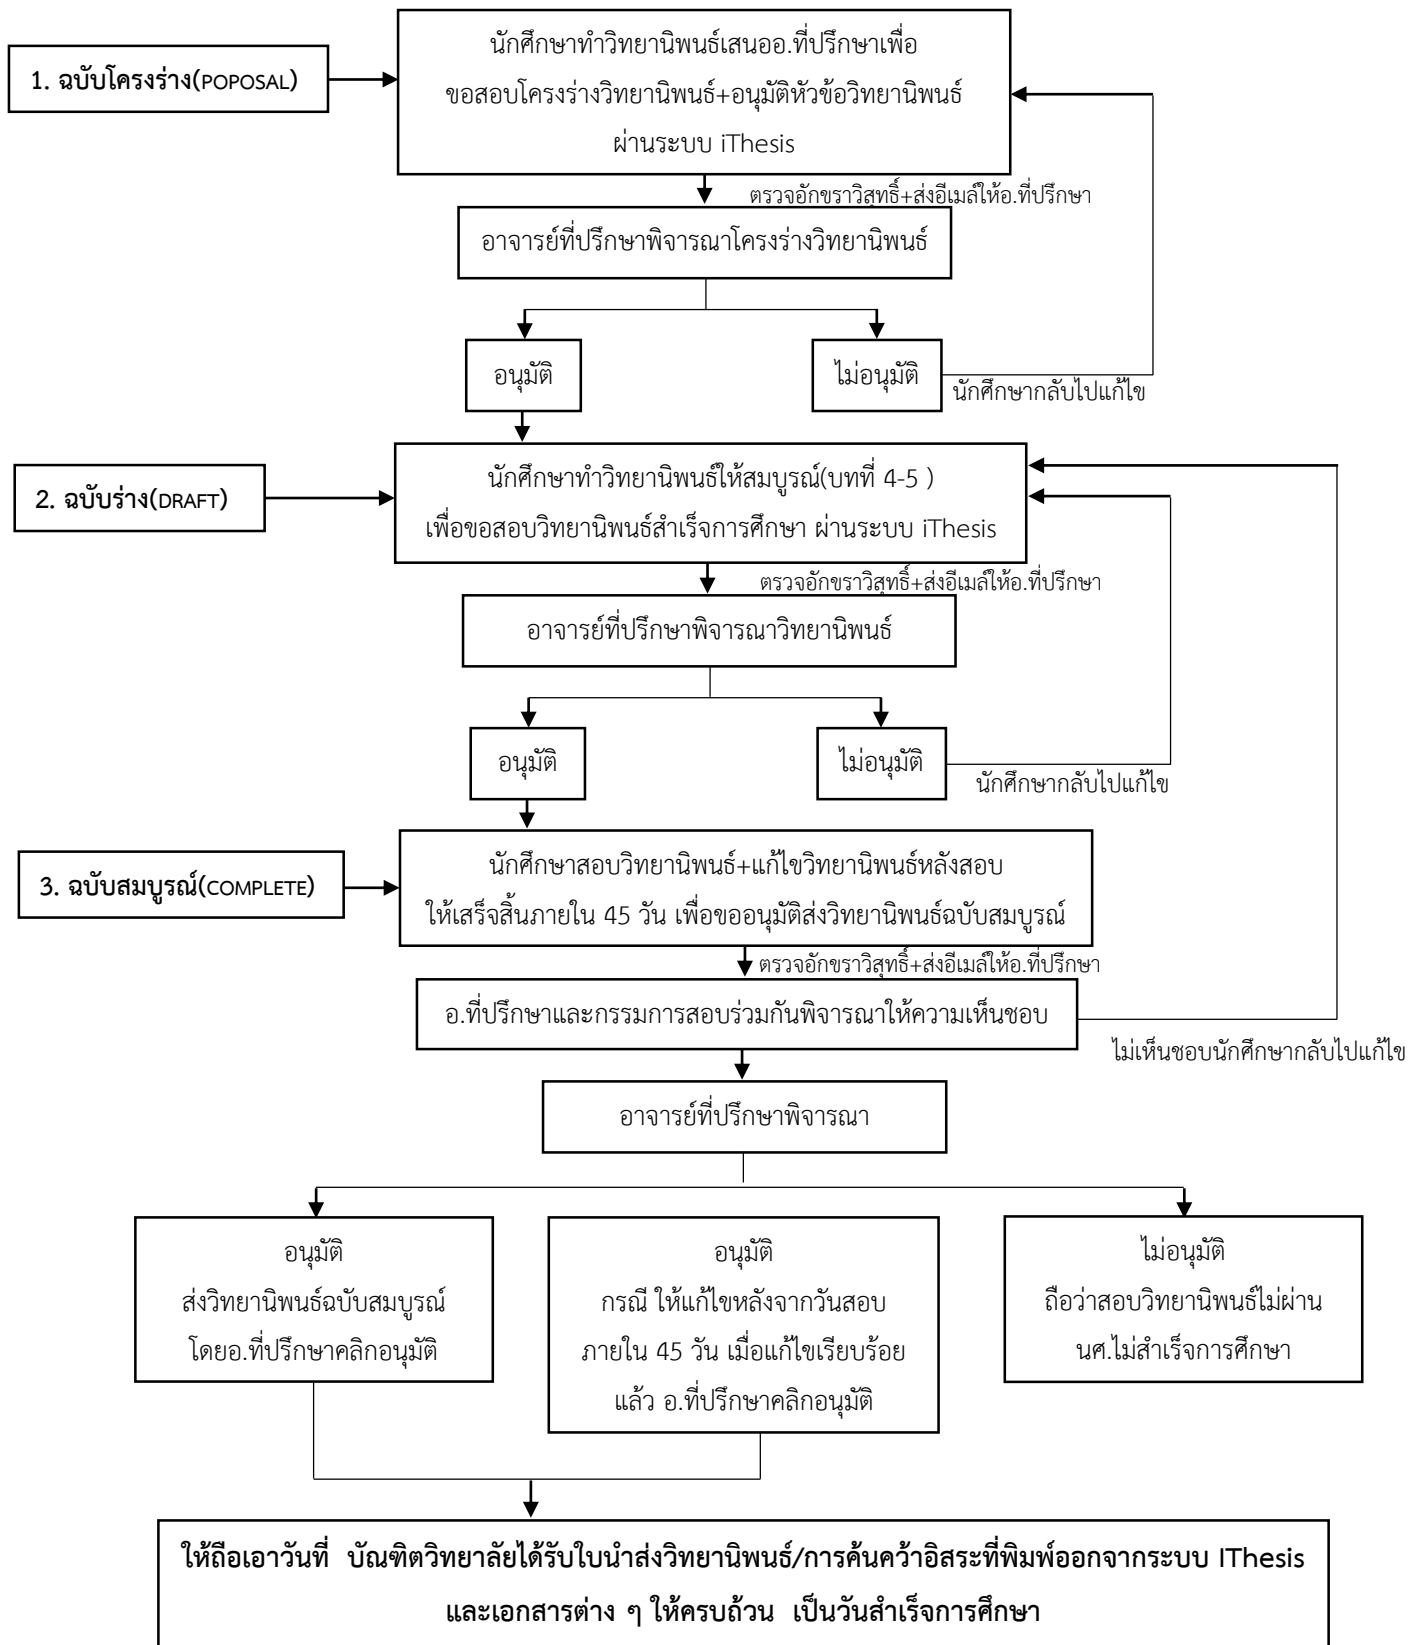 นักศึกษาทำวิทยานิพนธ์เสนออ.ที่ปรึกษาเพื่อ
ขอสอบโครงร่างวิทยานิพนธ์+อนุมัติหัวข้อวิทยานิพนธ์
ผ่านระบบ iThesis
1. ฉบับโครงร่าง(POPOSAL)
ตรวจอักขราวิสุทธิ์+ส่งอีเมล์ให้อ.ที่ปรึกษา
อาจารย์ที่ปรึกษาพิจารณาโครงร่างวิทยานิพนธ์
อนุมัติ
ไม่อนุมัติ
นักศึกษากลับไปแก้ไข
2. ฉบับร่าง(DRAFT)
นักศึกษาทำวิทยานิพนธ์ให้สมบูรณ์(บทที่ 4-5 )
เพื่อขอสอบวิทยานิพนธ์สำเร็จการศึกษา ผ่านระบบ iThesis
ตรวจอักขราวิสุทธิ์+ส่งอีเมล์ให้อ.ที่ปรึกษา
อาจารย์ที่ปรึกษาพิจารณาวิทยานิพนธ์
อนุมัติ
ไม่อนุมัติ
นักศึกษากลับไปแก้ไข
3. ฉบับสมบูรณ์(COMPLETE)
นักศึกษาสอบวิทยานิพนธ์+แก้ไขวิทยานิพนธ์หลังสอบ
ให้เสร็จสิ้นภายใน 45 วัน เพื่อขออนุมัติส่งวิทยานิพนธ์ฉบับสมบูรณ์
ตรวจอักขราวิสุทธิ์+ส่งอีเมล์ให้อ.ที่ปรึกษา
อ.ที่ปรึกษาและกรรมการสอบร่วมกันพิจารณาให้ความเห็นชอบ
ไม่เห็นชอบนักศึกษากลับไปแก้ไข
อาจารย์ที่ปรึกษาพิจารณา
อนุมัติ
ส่งวิทยานิพนธ์ฉบับสมบูรณ์
โดยอ.ที่ปรึกษาคลิกอนุมัติ
อนุมัติ
กรณี ให้แก้ไขหลังจากวันสอบ
ภายใน 45 วัน เมื่อแก้ไขเรียบร้อย
แล้ว อ.ที่ปรึกษาคลิกอนุมัติ
ไม่อนุมัติ
ถือว่าสอบวิทยานิพนธ์ไม่ผ่าน
นศ.ไม่สำเร็จการศึกษา
ให้ถือเอาวันที่ บัณฑิตวิทยาลัยได้รับใบนำส่งวิทยานิพนธ์/การค้นคว้าอิสระที่พิมพ์ออกจากระบบ IThesis
และเอกสารต่าง ๆ ให้ครบถ้วน เป็นวันสำเร็จการศึกษา